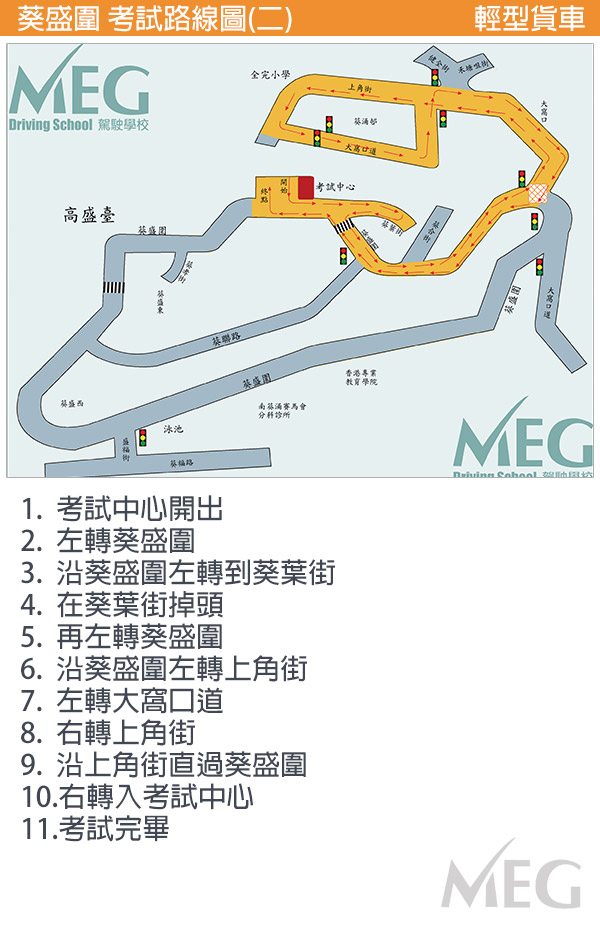 葵盛圍 考試路線圖(二) 輕型貨車
MEG
Driving School 駕駛學校
健全街
禾塘咀街
全完小學
上角街
大窩口
葵涌邨
大窩口道
開始
終點
考試中心
高盛臺
葵盛圍
葵葉街
葵盛圍
葵合街
葵盛東
葵聯路
葵盛圍
大窩口道
葵盛圍
香港專業
教育學院
葵盛西
南葵涌賽馬會
分科診所
泳池
盛福街
葵福路
MEG
Driving School 駕駛學校
1. 考試中心開出
2. 左轉葵盛圍
3. 沿葵盛圍左轉到葵葉街
4. 在葵葉街掉頭
5. 再左轉葵盛圍
6. 沿葵盛圍左轉上角街
7. 左轉大窩口道
8. 右轉上角街
9. 沿上角街直過葵盛圍
10.右轉入考試中心
11.考試完畢
MEG